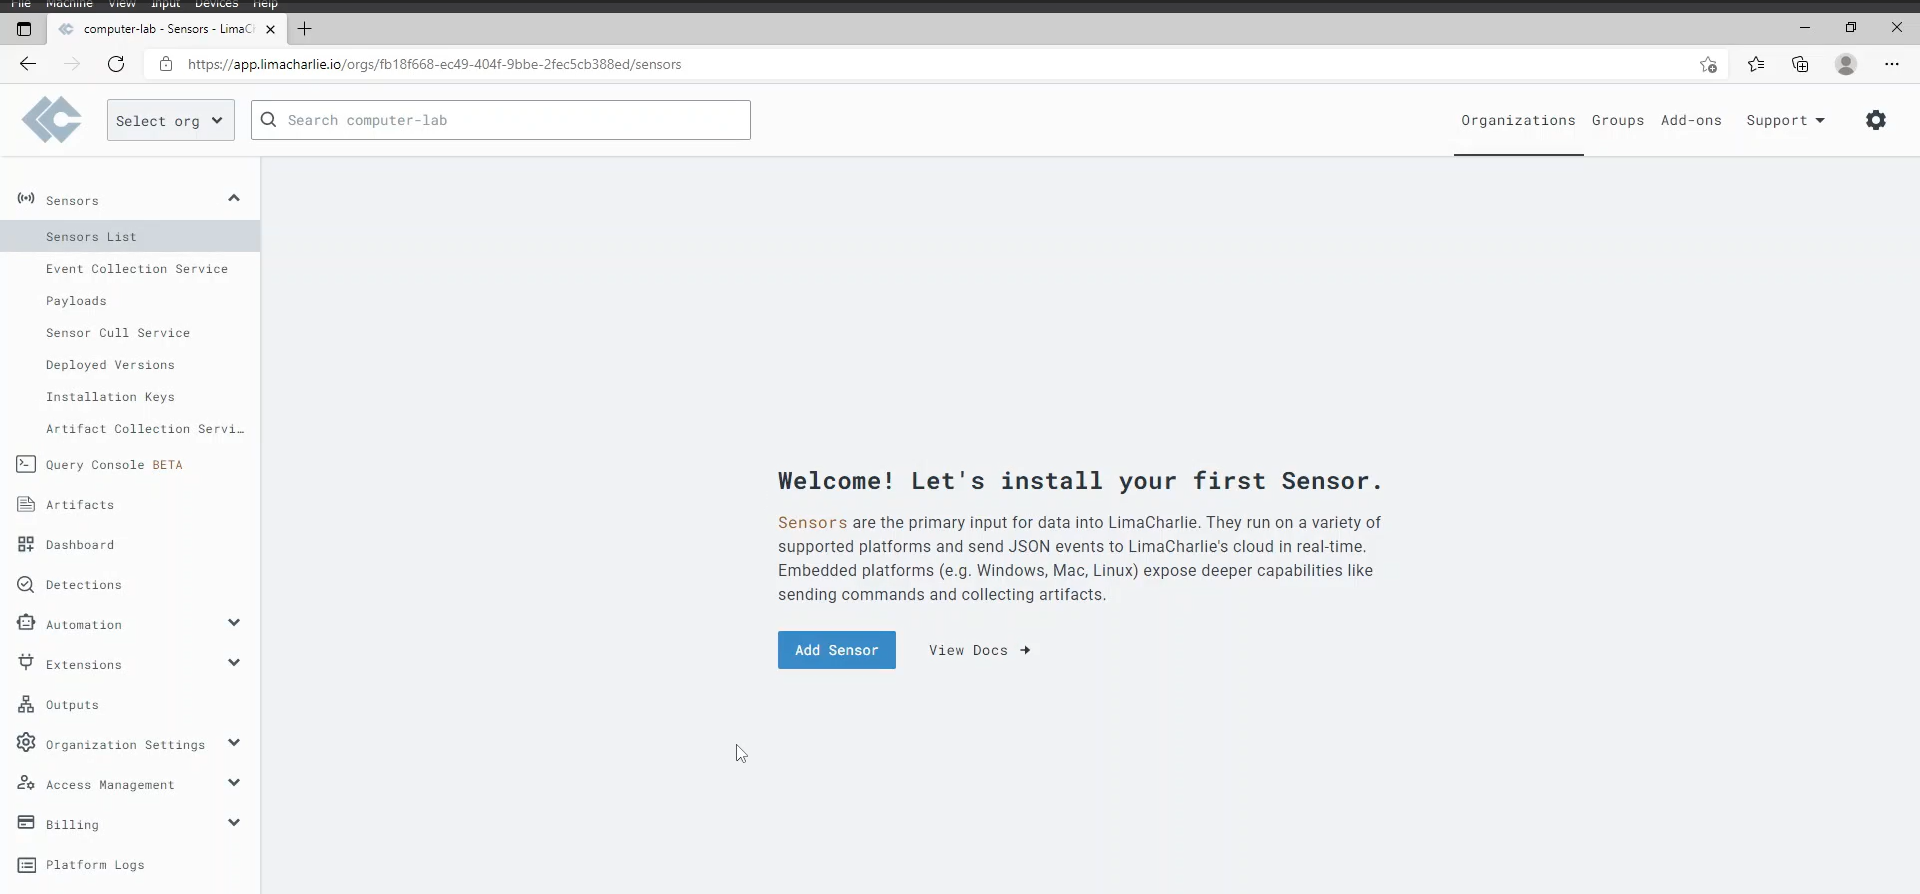 File Machine View Input Devices Help
computer-lab - Sensors - LimaC
https://app.limacharlie.io/orgs/fb18f668-ec49-404f-9bbe-2fec5cb388ed/sensors
Select org
Search computer-lab
Organizations Groups Add-ons Support
Sensors
Sensors List
Event Collection Service
Payloads
Sensor Cull Service
Deployed Versions
Installation Keys
Artifact Collection Servi…
Query Console BETA
Artifacts
Dashboard
Detections
Automation
Extensions
Outputs
Organization Settings
Access Management
Billing
Platform Logs
Welcome! Let's install your first Sensor.
Sensors are the primary input for data into LimaCharlie. They run on a variety of
supported platforms and send JSON events to LimaCharlie's cloud in real-time.
Embedded platforms (e.g. Windows, Mac, Linux) expose deeper capabilities like
sending commands and collecting artifacts.
Add Sensor
View Docs →